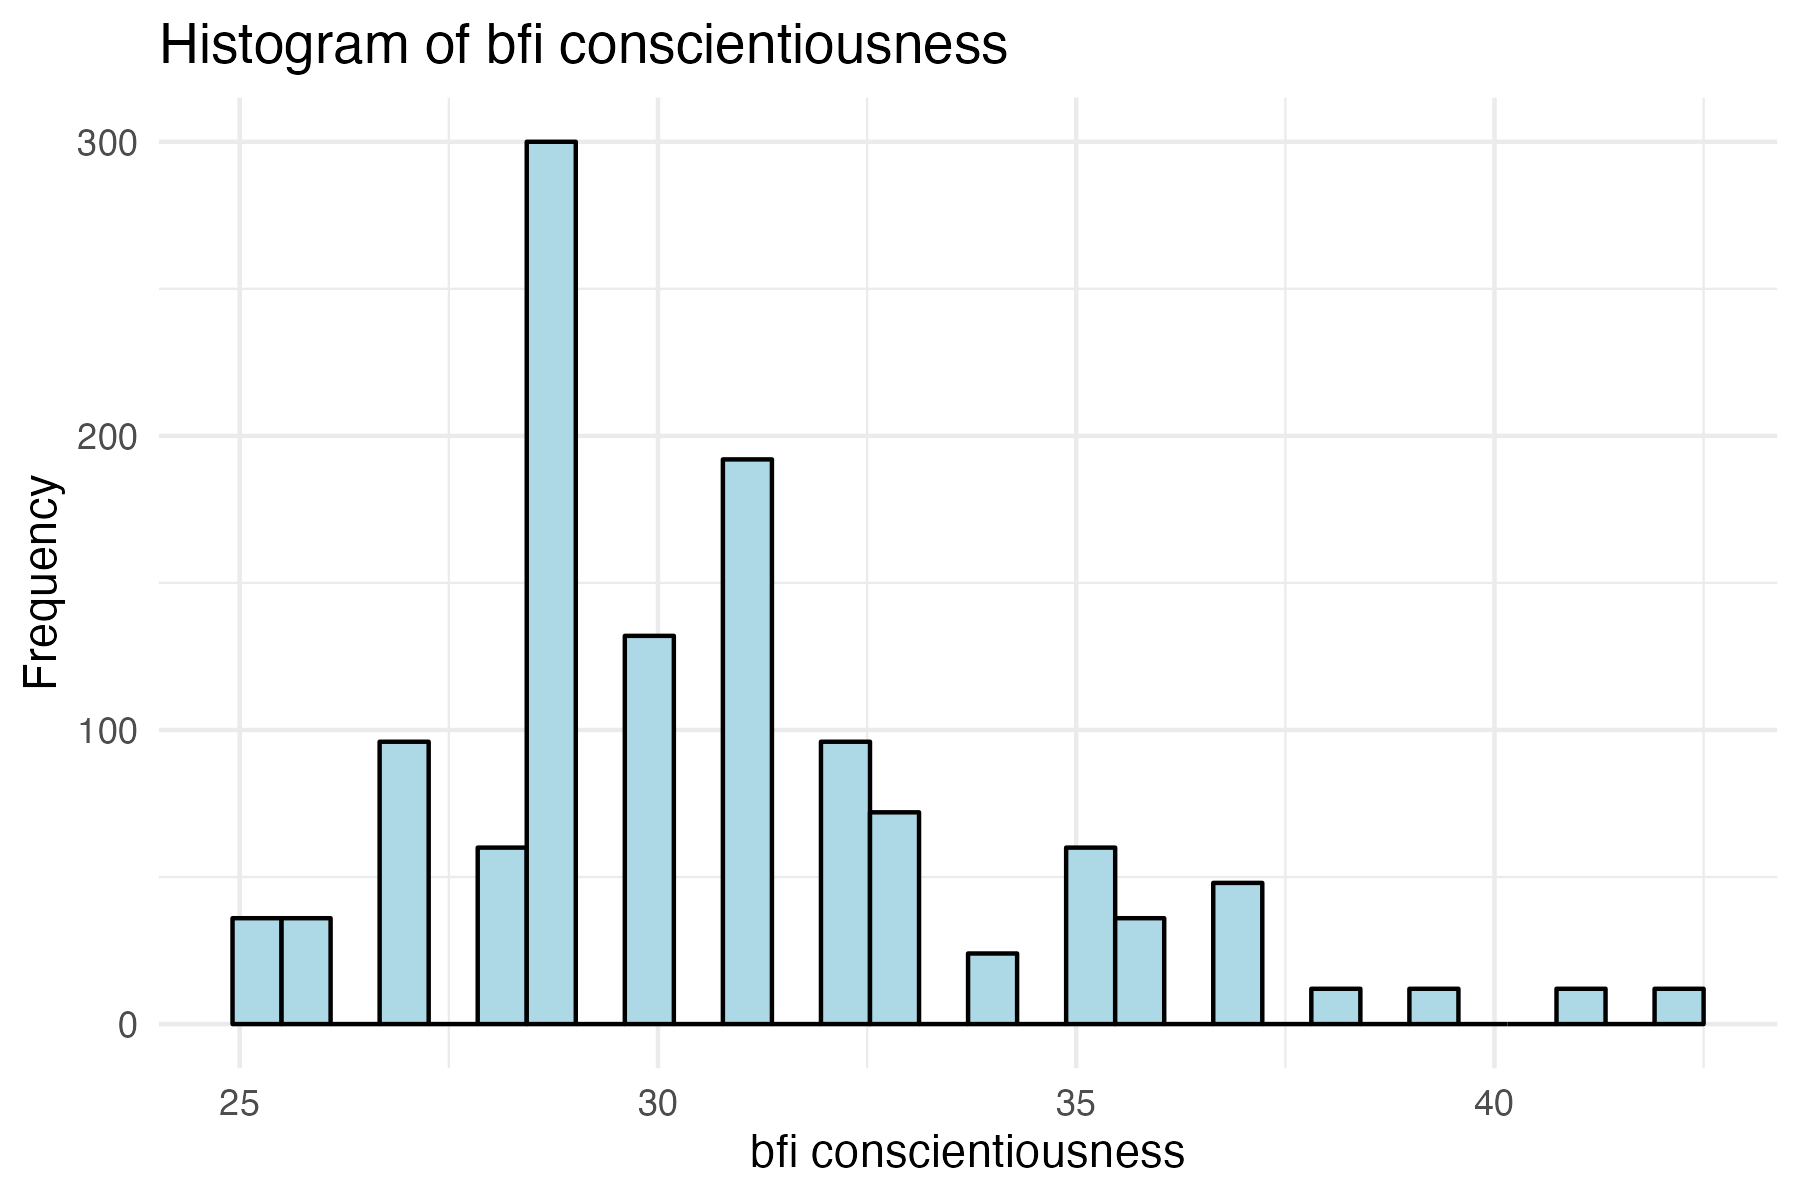 Histogram of bfi conscientiousness
Frequency
300
200
100
0
25 30 35 40
bfi conscientiousness